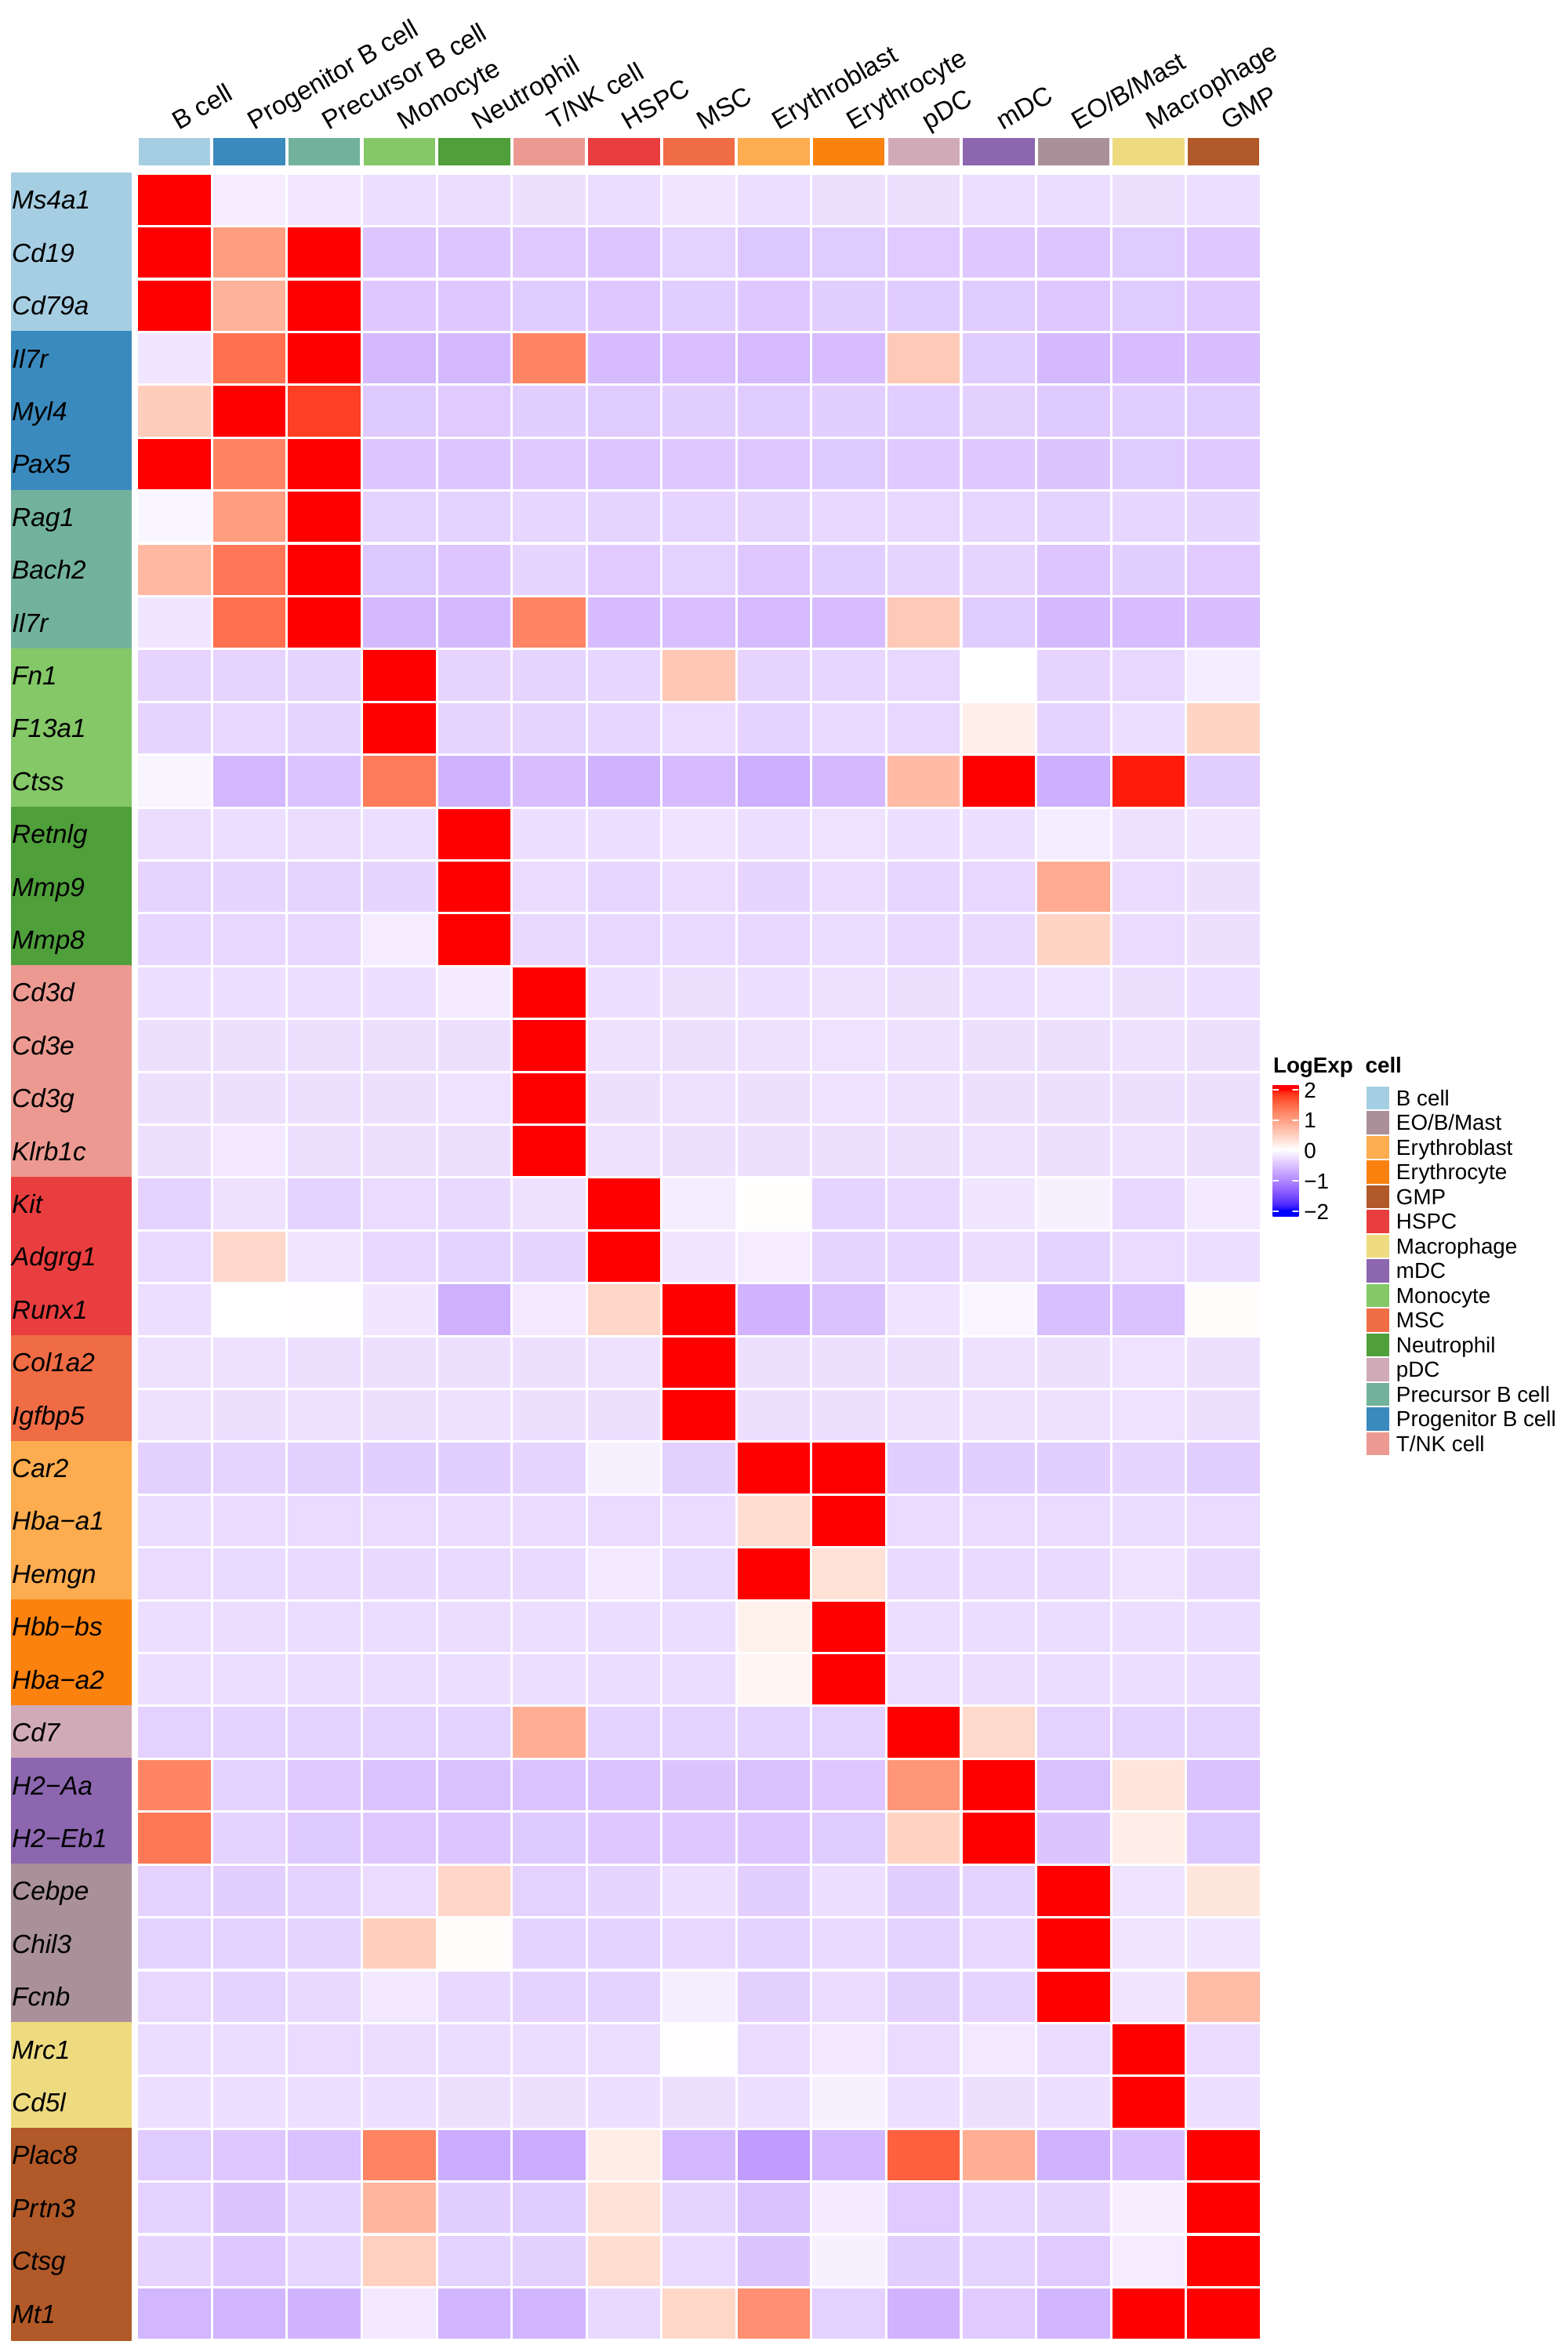 B cell
Progenitor B cell
Precursor B cell
Monocyte
Neutrophil
T/NK cell
HSPC
MSC
Erythroblast
Erythrocyte
pDC
mDC
EO/B/Mast
Macrophage
GMP
Ms4a1
Cd19
Cd79a
Il7r
Myl4
Pax5
Rag1
Bach2
Il7r
Fn1
F13a1
Ctss
Retnlg
Mmp9
Mmp8
Cd3d
Cd3e
Cd3g
Klrb1c
Kit
Adgrg1
Runx1
Col1a2
Igfbp5
Car2
Hba−a1
Hemgn
Hbb−bs
Hba−a2
Cd7
H2−Aa
H2−Eb1
Cebpe
Chil3
Fcnb
Mrc1
Cd5l
Plac8
Prtn3
Ctsg
Mt1
LogExp
2
1
0
−1
−2
cell
B cell
EO/B/Mast
Erythroblast
Erythrocyte
GMP
HSPC
Macrophage
mDC
Monocyte
MSC
Neutrophil
pDC
Precursor B cell
Progenitor B cell
T/NK cell